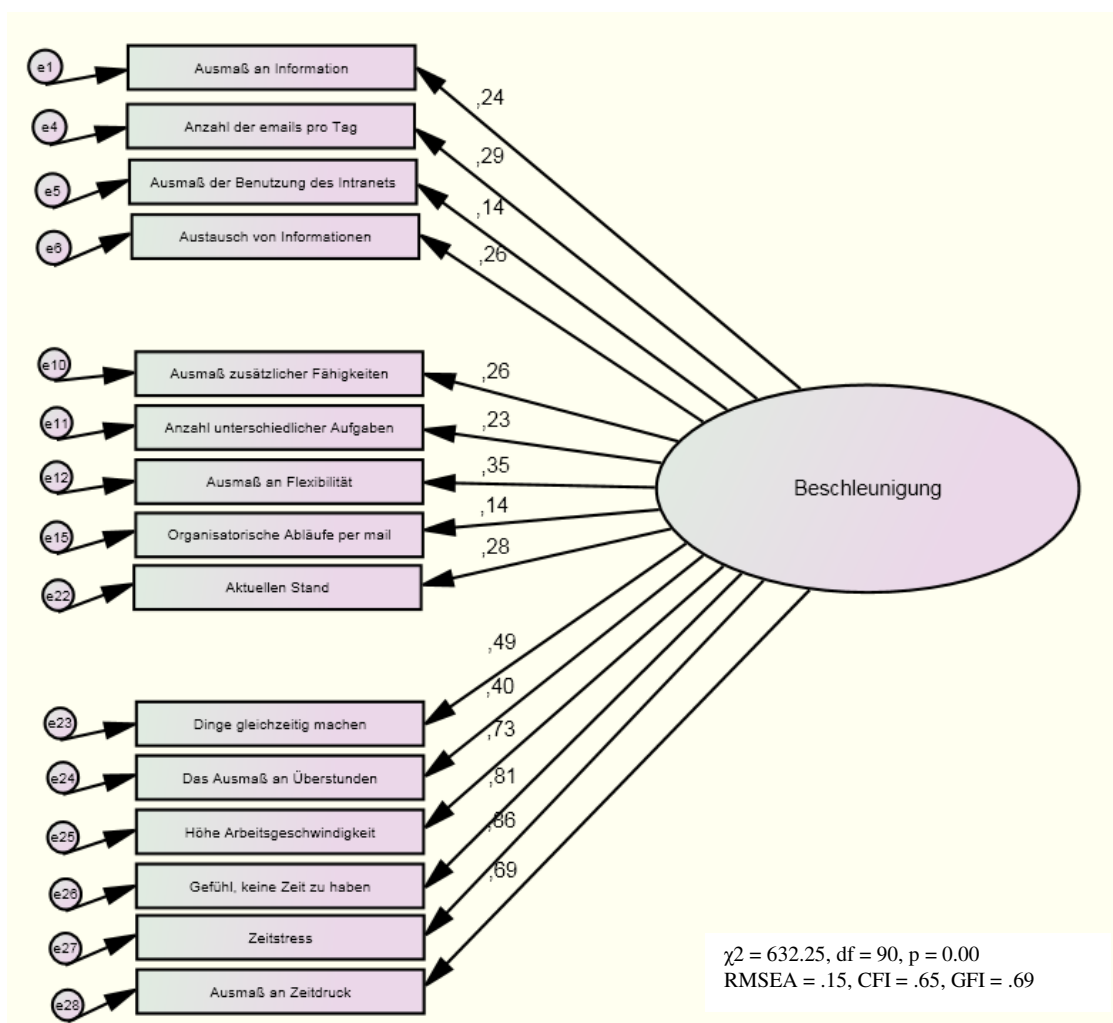 e1
Ausmaß an Information
,24
e4
Anzahl der emails pro Tag
,29
e5
Ausmaß der Benutzung des Intranets
,14
e6
Austausch von Informationen
,26
e10
Ausmaß zusätzlicher Fähigkeiten
,26
e11
Anzahl unterschiedlicher Aufgaben
,23
e12
Ausmaß an Flexibilität
,35
e15
Organisatorische Abläufe per mail
,14
e22
Aktuellen Stand
,28
Beschleunigung
e23
Dinge gleichzeitig machen
,49
e24
Das Ausmaß an Überstunden
,40
e25
Höhe Arbeitsgeschwindigkeit
,73
e26
Gefühl, keine Zeit zu haben
,81
e27
Zeitstress
,86
e28
Ausmaß an Zeitdruck
,69
χ2 = 632.25, df = 90, p = 0.00
RMSEA = .15, CFI = .65, GFI = .69